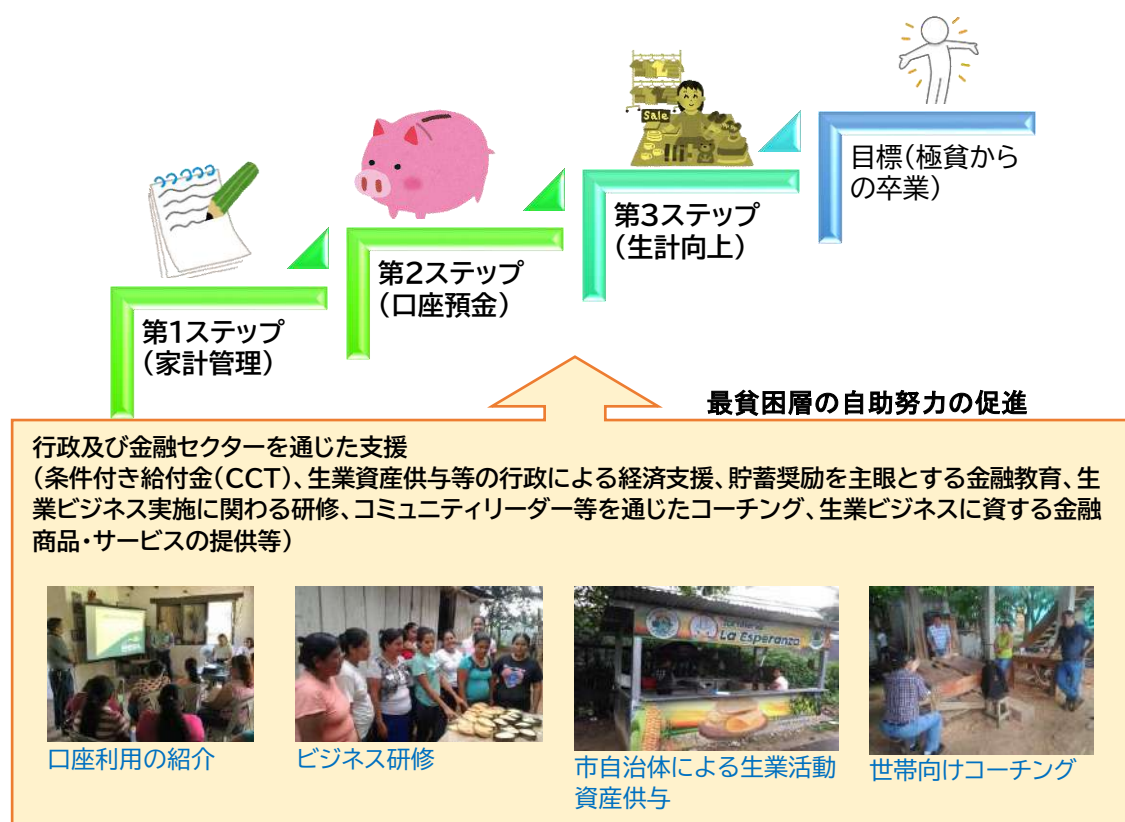 目標(極貧から
の卒業)
Sale
第3ステップ
(生計向上)
第2ステップ
(口座預金)
第1ステップ
(家計管理)
最貧困層の自助努力の促進
行政及び金融セクターを通じた支援
(条件付き給付金(CCT)、生業資産供与等の行政による経済支援、貯蓄奨励を主眼とする金融教育、生
業ビジネス実施に関わる研修、コミュニティリーダー等を通じたコーチング、生業ビジネスに資する金融
商品・サービスの提供等)
La Esperanza
口座利用の紹介
ビジネス研修
市自治体による生業活動
資産供与
世帯向けコーチング